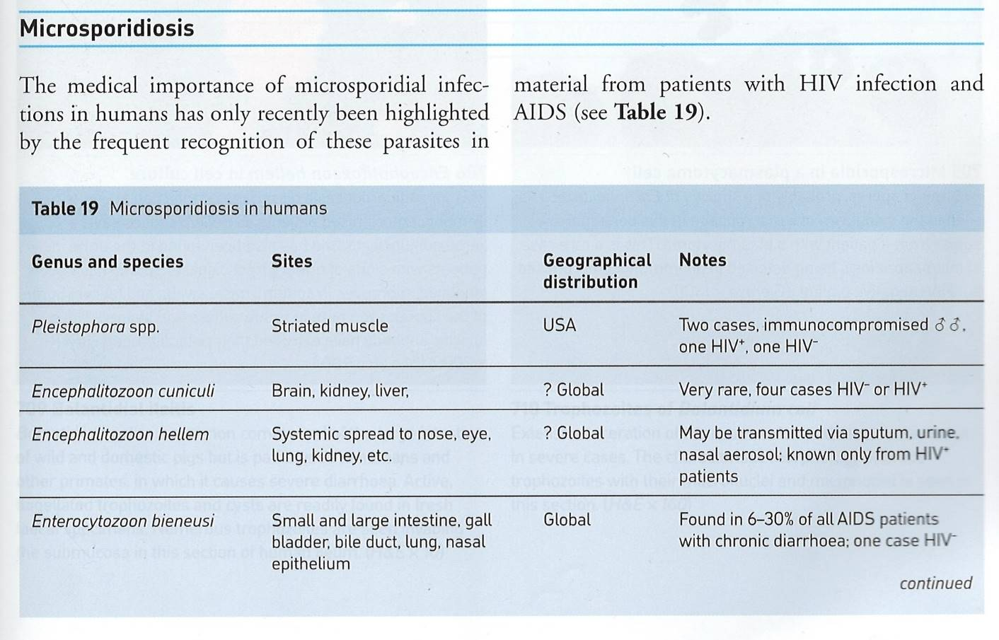 Microsporidiosis
The medical importance of microsporidial infec-
tions in humans has only recently been highlighted
by the frequent recognition of these parasites in
material from patients with HIV infection and
AIDS (see Table 19).
Table 19 Microsporidiosis in humans
Genus and species Sites Geographical Notes
distribution
Pleistophora spp. Striated muscle USA Two cases, immunocompromised ♂♂,
one HIV⁺, one HIV⁻
Encephalitozoon cuniculi Brain, kidney, liver, ? Global Very rare, four cases HIV⁻ or HIV⁺
Encephalitozoon hellem Systemic spread to nose, eye, ? Global May be transmitted via sputum, urine,
lung, kidney, etc. nasal aerosol; known only from HIV⁺
patients
Enterocytozoon bieneusi Small and large intestine, gall Global Found in 6–30% of all AIDS patients
bladder, bile duct, lung, nasal with chronic diarrhoea; one case HIV⁻
epithelium
continued